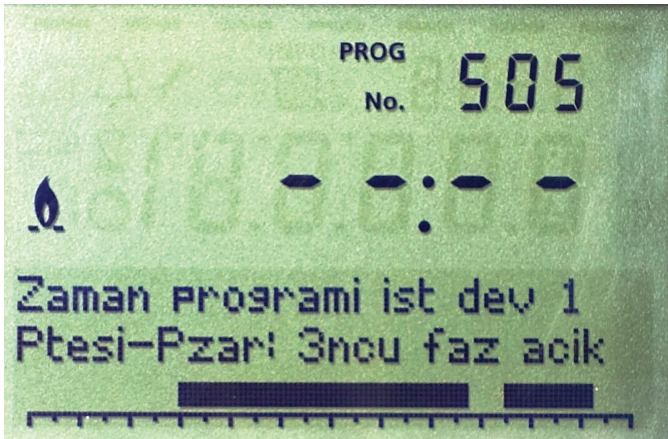 PROG
No. 505
- -:- -
Zaman programi ist dev 1
Ptesi-Pzar: 3ncu faz acik